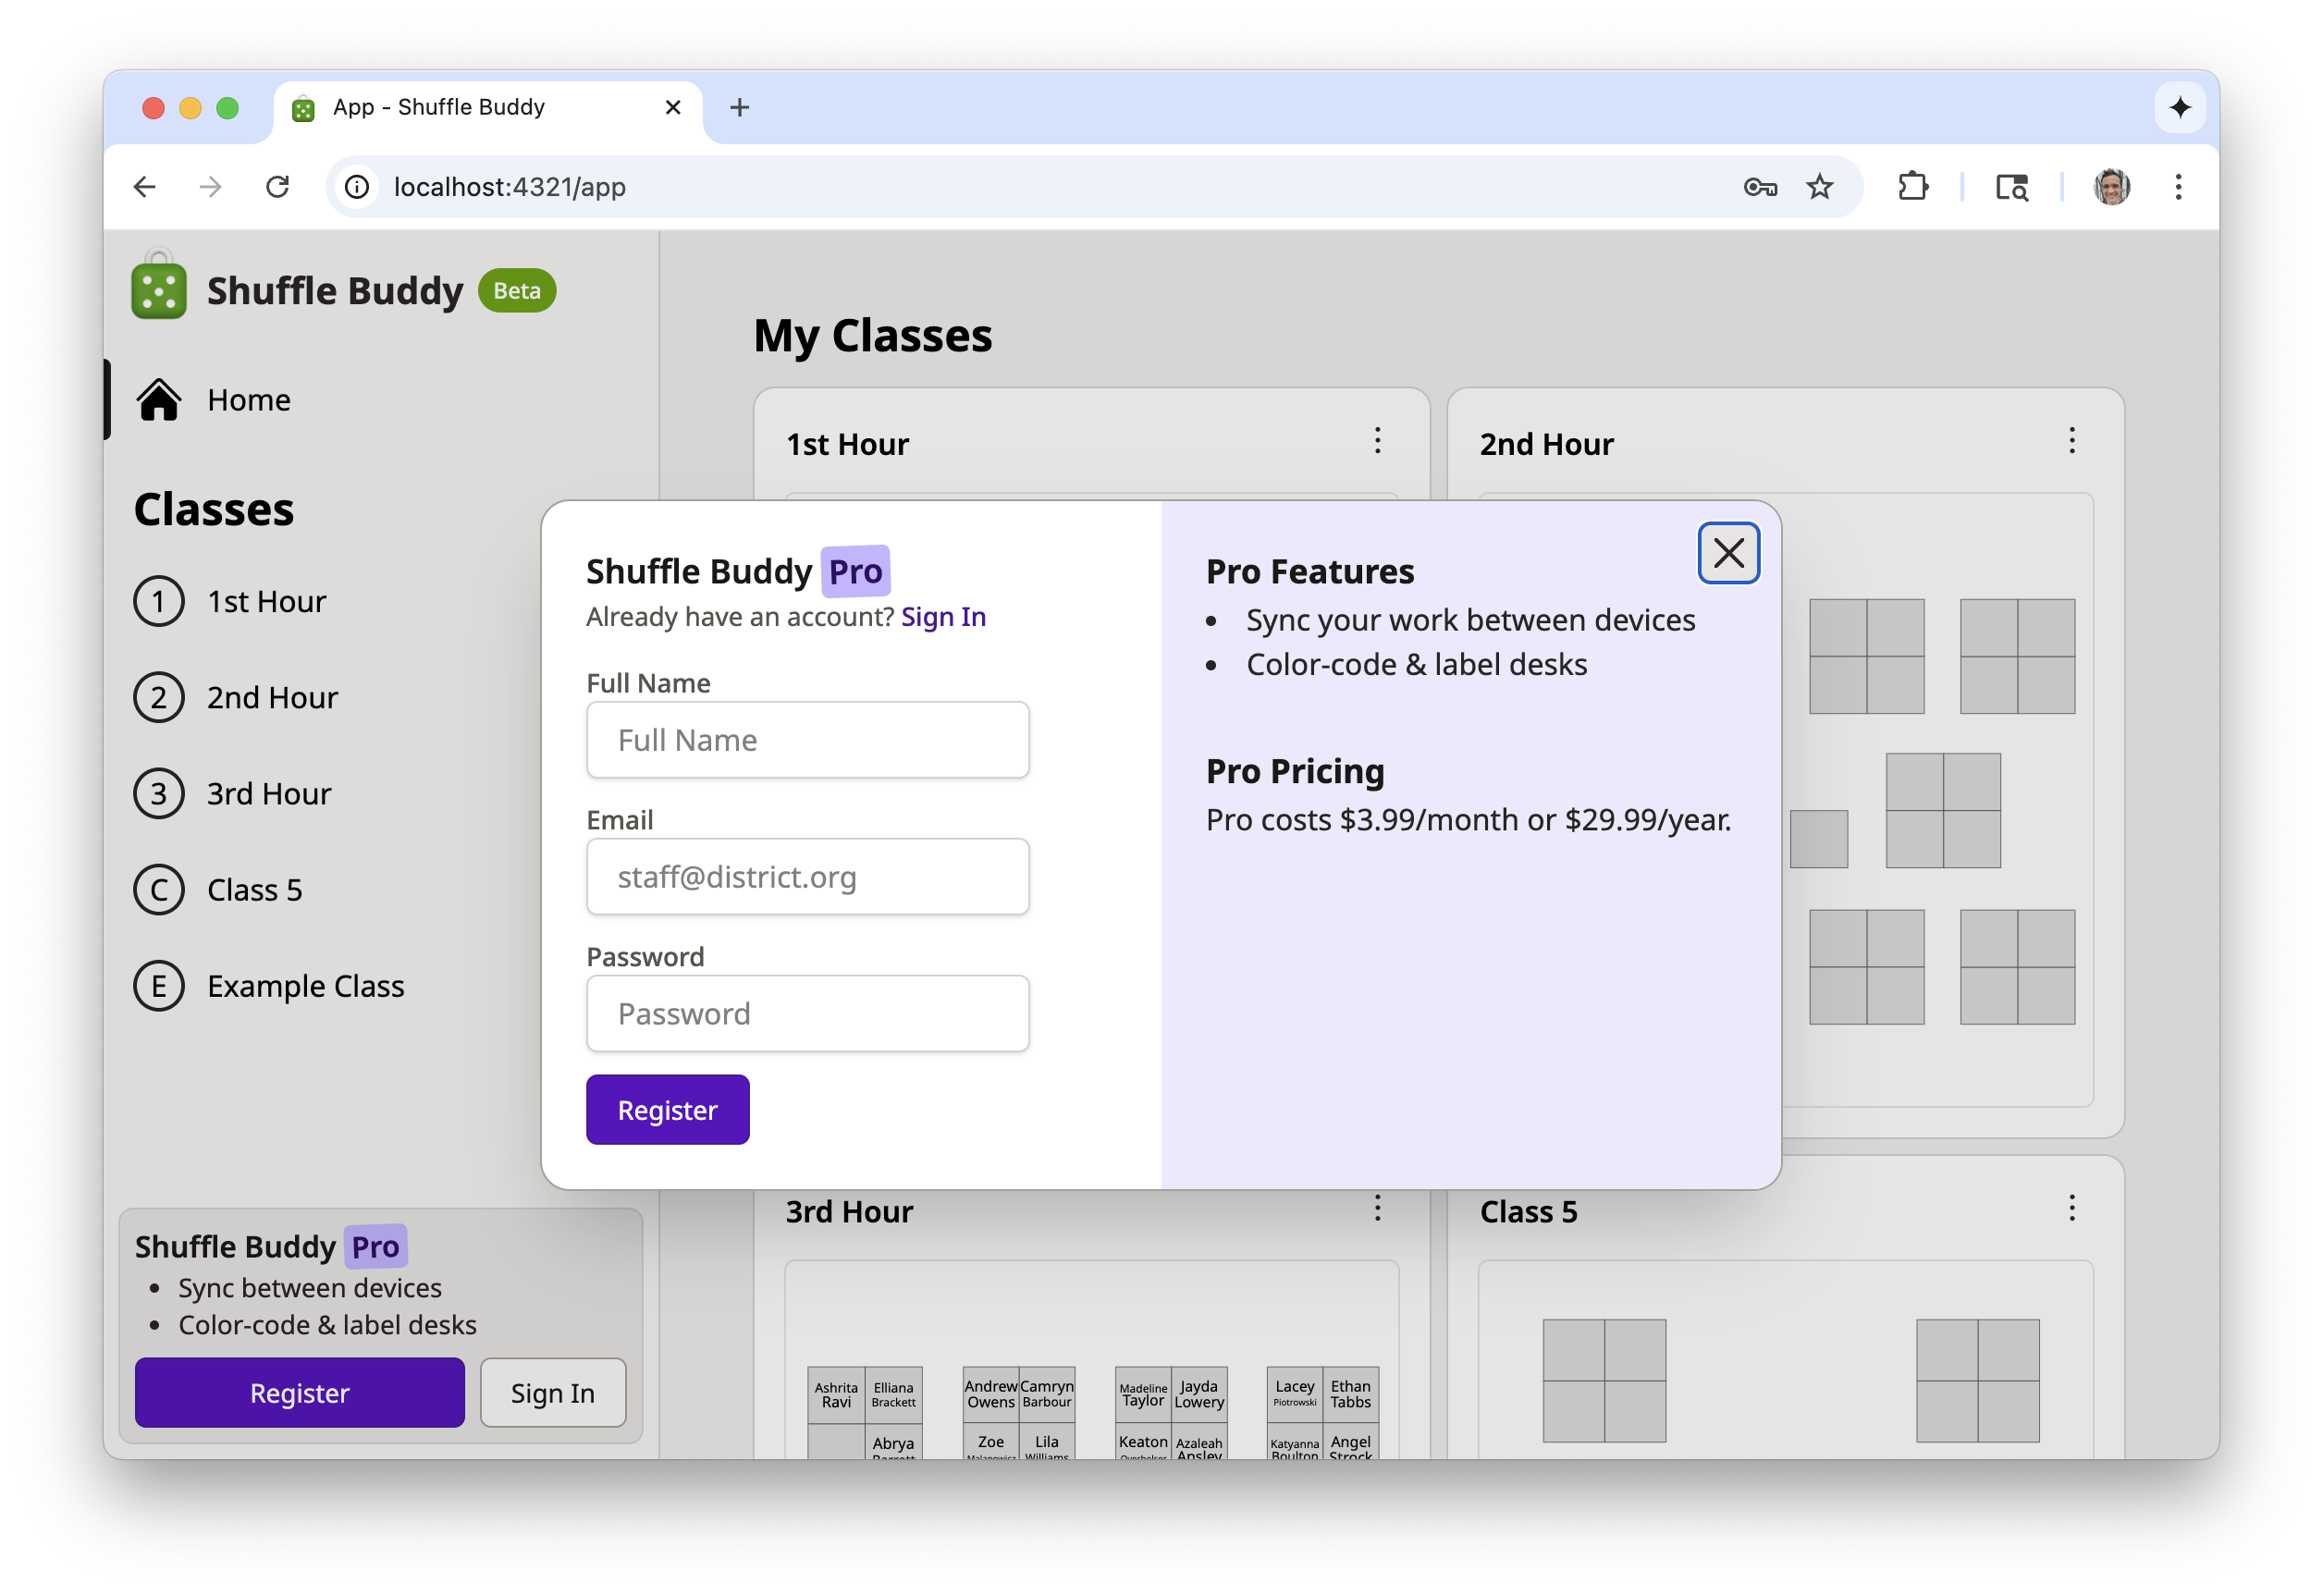 App - Shuffle Buddy
localhost:4321/app
Shuffle Buddy Beta
Home
Classes
1 1st Hour
2 2nd Hour
3 3rd Hour
C Class 5
E Example Class
Shuffle Buddy Pro
Sync between devices
Color-code & label desks
Register Sign In
My Classes
1st Hour
2nd Hour
Shuffle Buddy Pro
Already have an account? Sign In
Full Name
Full Name
Email
staff@district.org
Password
Password
Register
Pro Features
Sync your work between devices
Color-code & label desks
Pro Pricing
Pro costs $3.99/month or $29.99/year.
3rd Hour
Ashrita Elliana Andrew Camryn Madeline Jayda Lacey Ethan
Ravi Brackett Owens Barbour Taylor Lowery Piotrowski Tabbs
Abrya Zoe Lila Keaton Azaleah Katyanna Angel
Williams Ansley Boulton Strock
Class 5